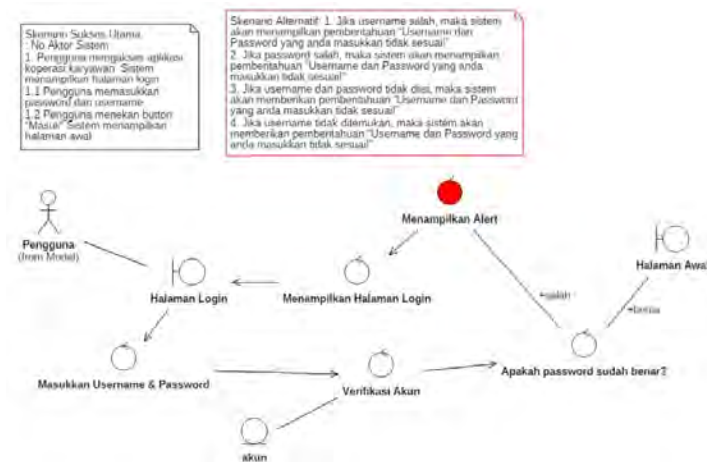 Skenario Sukses Utama
: No Aktor Sistem
1. Pengguna mengakses aplikasi
koperasi karyawan Sistem
menampilkan halaman login
1.1 Pengguna memasukkan
password dan username
1.2 Pengguna menekan button
"Masuk" Sistem menampilkan
halaman awal
Skenario Alternatif: 1. Jika username salah, maka sistem
akan menampilkan pemberitahuan "Username dan
Password yang anda masukkan tidak sesuai"
2. Jika password salah, maka sistem akan menampilkan
pemberitahuan "Username dan Password yang anda
masukkan tidak sesuai"
3. Jika username dan password tidak diisi, maka sistem
akan memberikan pemberitahuan "Username dan Password
yang anda masukkan tidak sesuai"
4. Jika username tidak ditemukan, maka sistem akan
memberikan pemberitahuan "Username dan Password yang
anda masukkan tidak sesuai"
Menampilkan Alert
Pengguna
(from Model)
Halaman Awal
Halaman Login
Menampilkan Halaman Login
+salah
+benar
Masukkan Username & Password
Verifikasi Akun
Apakah password sudah benar?
akun